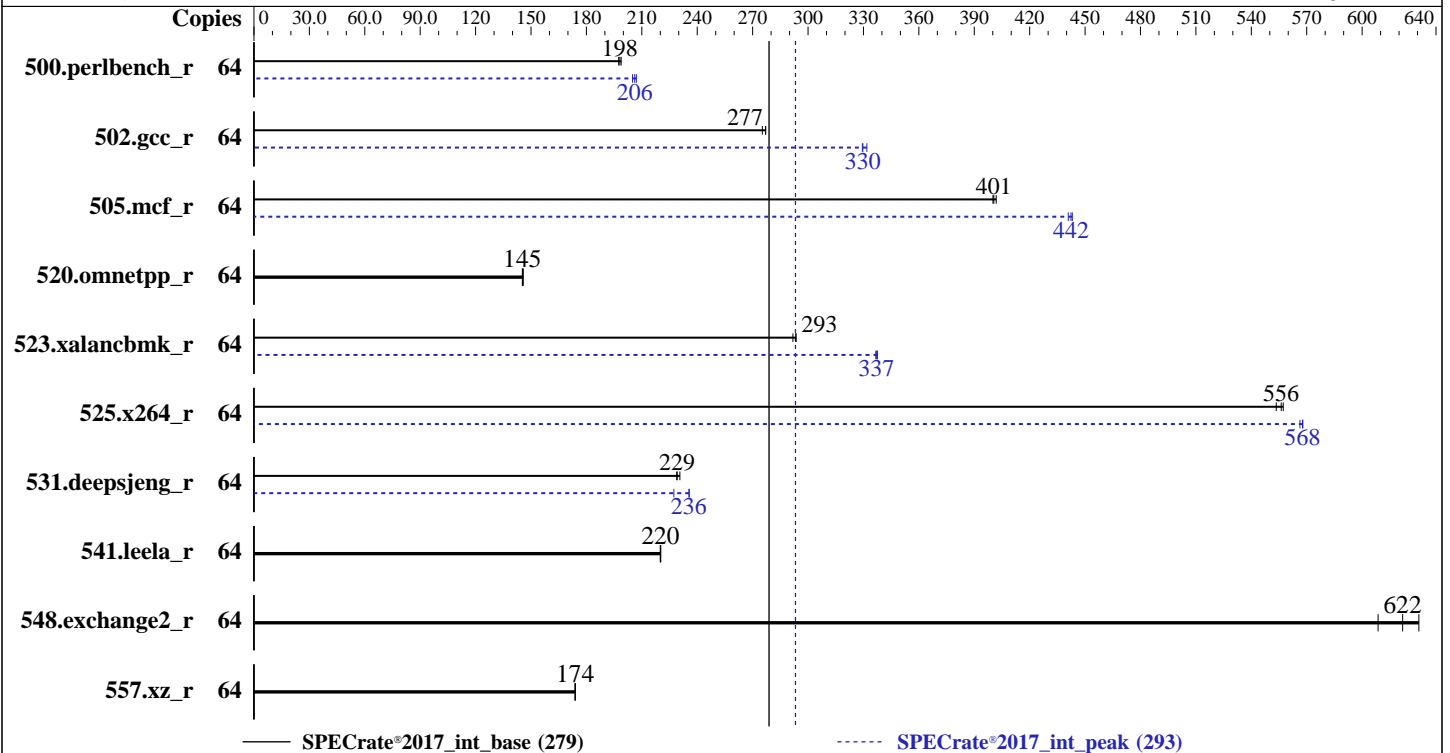 Copies 0 30.0 60.0 90.0 120 150 180 210 240 270 300 330 360 390 420 450 480 510 540 570 600 640
198
500.perlbench_r 64
206
277
502.gcc_r 64
330
401
505.mcf_r 64
442
145
520.omnetpp_r 64
293
523.xalancbmk_r 64
337
556
525.x264_r 64
568
229
531.deepsjeng_r 64
236
220
541.leela_r 64
622
548.exchange2_r 64
174
557.xz_r 64
SPECrate®2017_int_base (279) SPECrate®2017_int_peak (293)